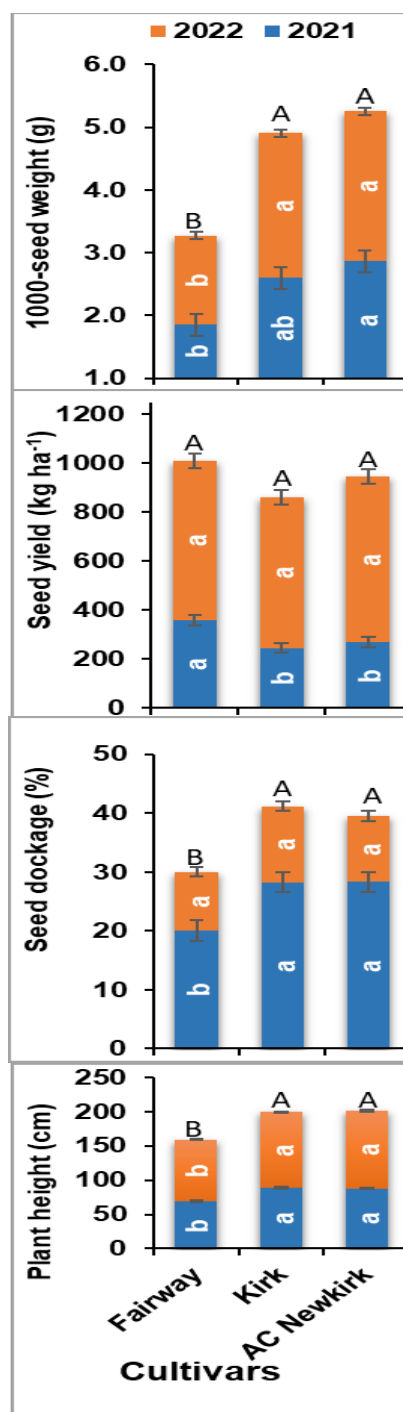 2022 2021
1000-seed weight (g)
6.0
A A
5.0
4.0
a a
B
3.0
b
2.0
ab a
b
1.0
Seed yield (kg ha⁻¹)
1200
A A A
1000
800
a a a
600
400
200
a b b
0
Seed dockage (%)
50
A A
40
B
a a
30
a
20
10
b a a
0
Plant height (cm)
250
B A A
200
150
b a a
100
50
b a a
0
Fairway Kirk AC Newkirk
Cultivars